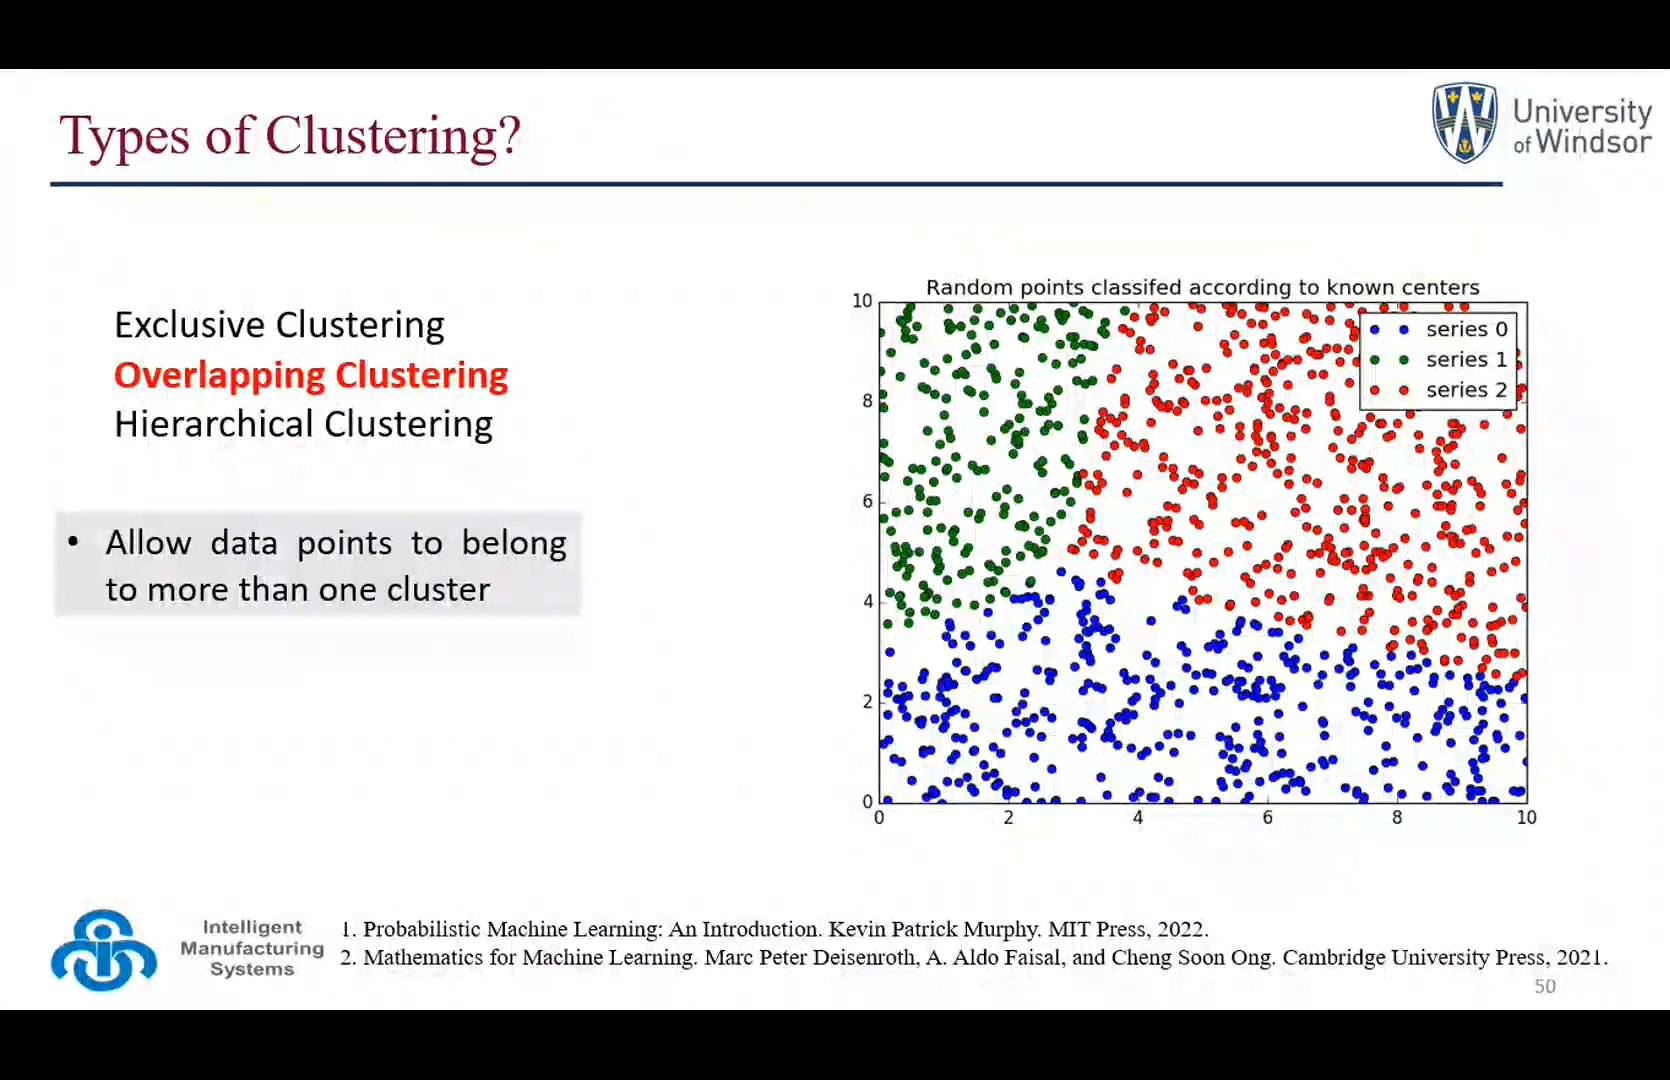 Types of Clustering?
University
of Windsor
Exclusive Clustering
Overlapping Clustering
Hierarchical Clustering
• Allow data points to belong
to more than one cluster
Random points classifed according to known centers
series 0
series 1
series 2
10
8
6
4
2
0
0 2 4 6 8 10
Intelligent
Manufacturing
Systems
1. Probabilistic Machine Learning: An Introduction. Kevin Patrick Murphy. MIT Press, 2022.
2. Mathematics for Machine Learning. Marc Peter Deisenroth, A. Aldo Faisal, and Cheng Soon Ong. Cambridge University Press, 2021.
50